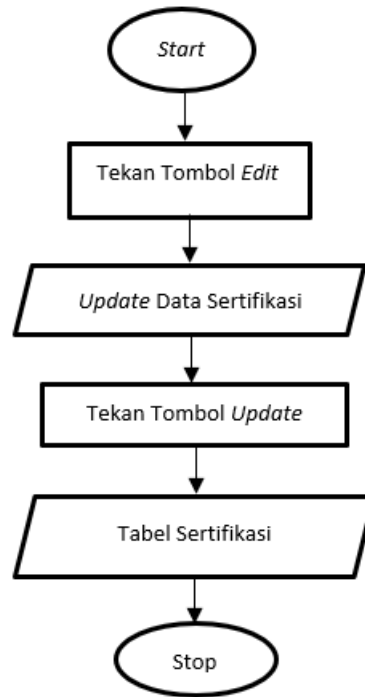 Start
Tekan Tombol Edit
Update Data Sertifikasi
Tekan Tombol Update
Tabel Sertifikasi
Stop